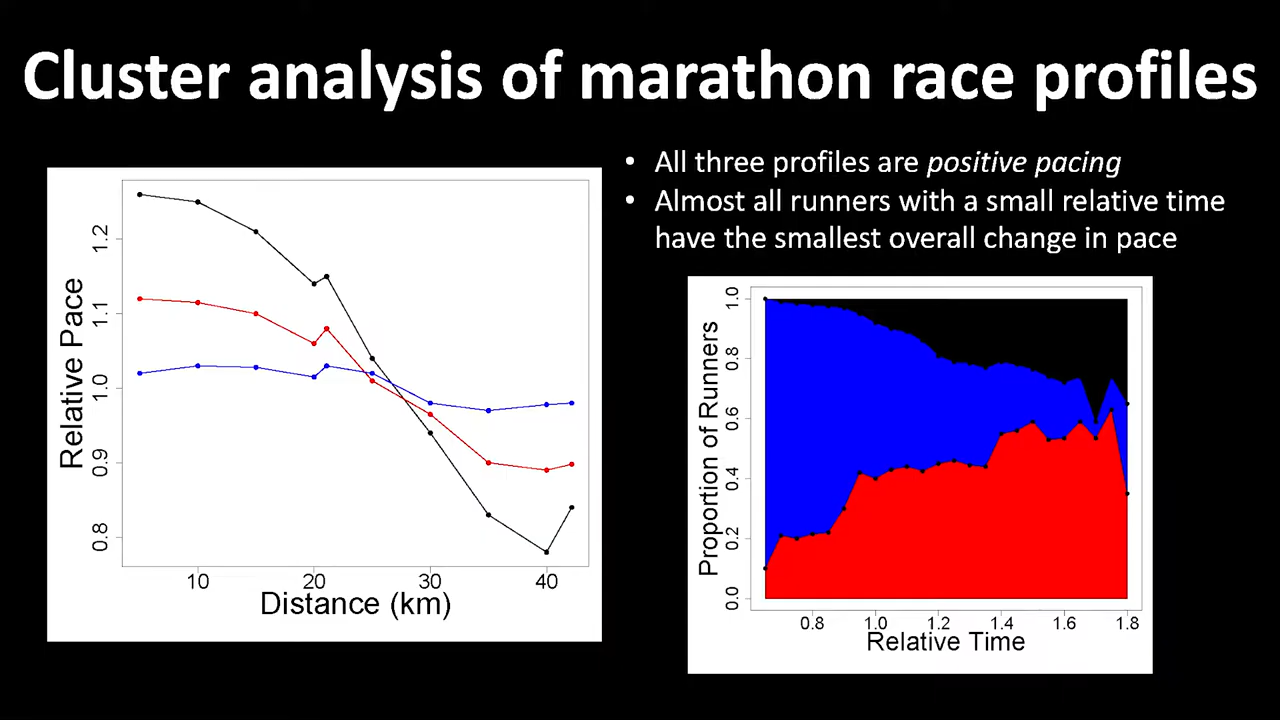 Cluster analysis of marathon race profiles
• All three profiles are positive pacing
• Almost all runners with a small relative time
have the smallest overall change in pace
Relative Pace
1.2
1.1
1.0
0.9
0.8
10 20 30 40
Distance (km)
Proportion of Runners
1.0
0.8
0.6
0.4
0.2
0.0
0.8 1.0 1.2 1.4 1.6 1.8
Relative Time